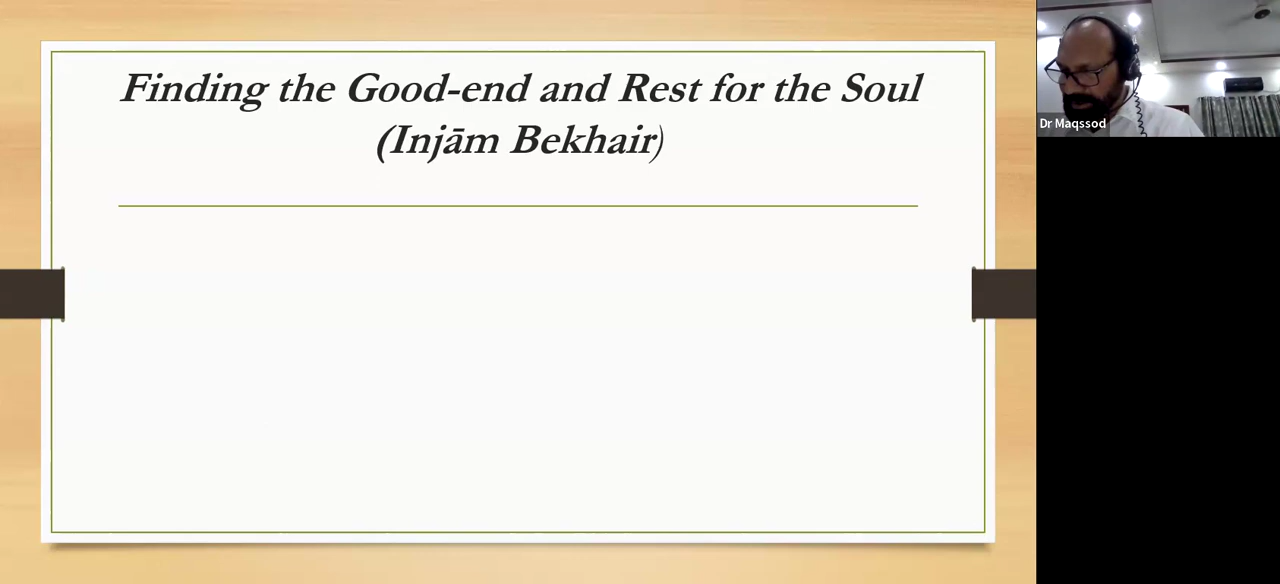 Finding the Good-end and Rest for the Soul
(Injām Bekhair)
Dr Maqssod